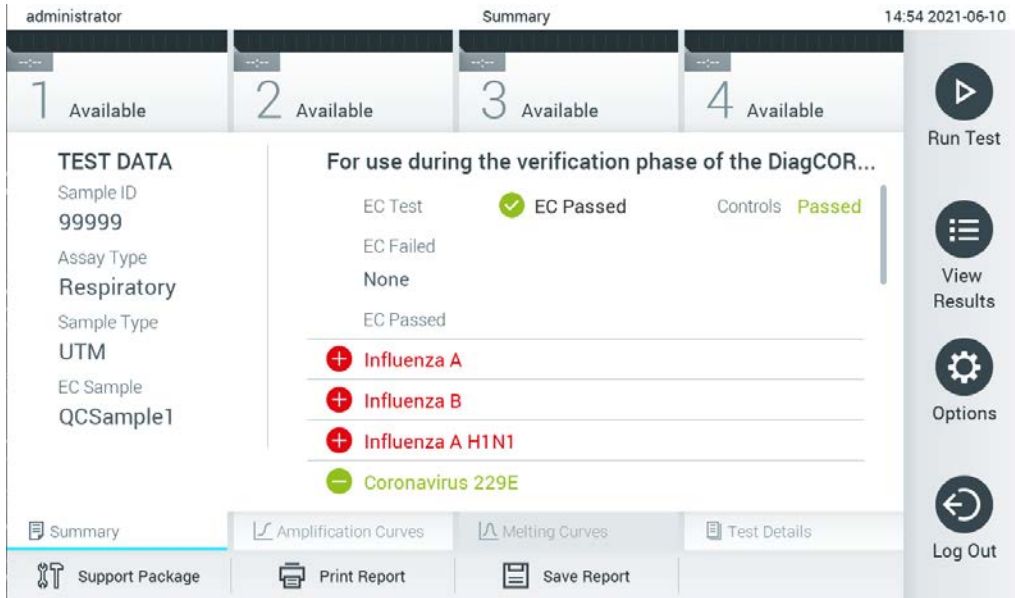 administrator Summary 14:54 2021-06-10
--:-- --:-- --:-- --:--
1 Available 2 Available 3 Available 4 Available
Run Test
View
Results
Options
Log Out
TEST DATA
Sample ID
99999
Assay Type
Respiratory
Sample Type
UTM
EC Sample
QCSample1
For use during the verification phase of the DiagCOR...
EC Test EC Passed Controls Passed
EC Failed
None
EC Passed
Influenza A
Influenza B
Influenza A H1N1
Coronavirus 229E
Summary Amplification Curves Melting Curves Test Details
Support Package Print Report Save Report